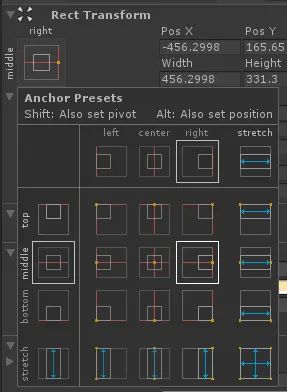 Rect Transform
right
Pos X
Pos Y
middle
-456.2998
165.65
Width
Height
456.2998
331.3
Anchor Presets
Shift: Also set pivot
Alt: Also set position
left
center
right
stretch
top
middle
bottom
stretch